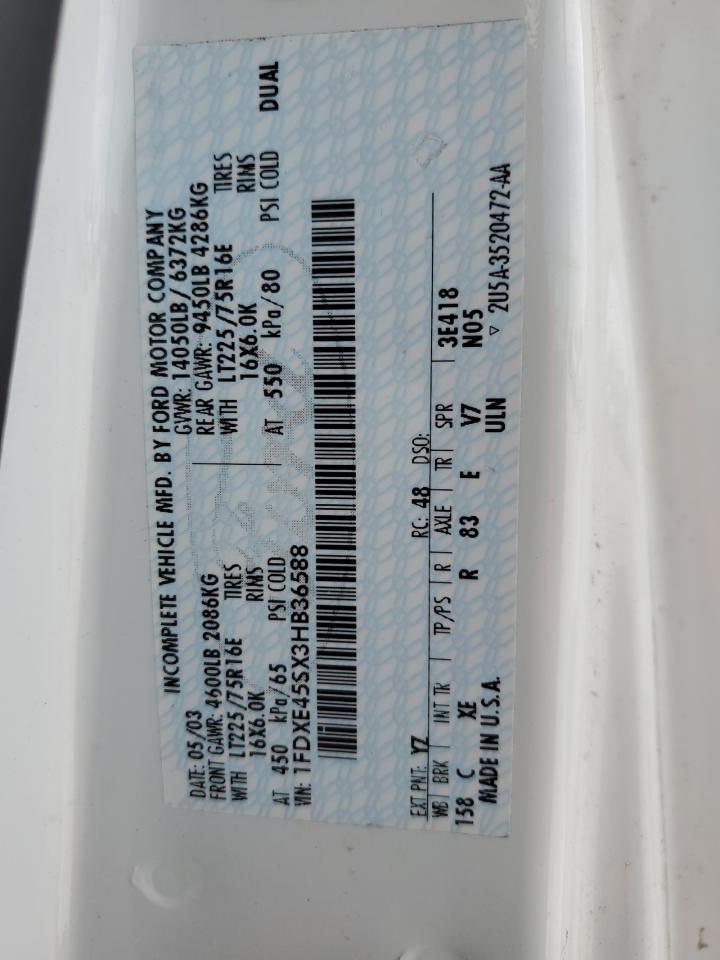 INCOMPLETE VEHICLE MFD. BY FORD MOTOR COMPANY
DATE: 05/03 GVWR: 14050LB/ 6372KG
FRONT GAWR: 4600LB 2086KG REAR GAWR: 9450LB 4286KG
WITH LT225/75R16E TIRES WITH LT225/75R16E TIRES
16X6.0K RIMS 16X6.0K RIMS
AT 450 kPa/65 PSI COLD AT 550 kPa/80 PSI COLD DUAL
VIN: 1FDXE45SX3HB36588
EXT PNT: YZ RC: 48 DSO:
WB BRK INT TR TP/PS R AXLE TR SPR 3E418
158 C XE R 83 E V7 N05
MADE IN U.S.A. ULN
▽ 2U5A-3520472-AA